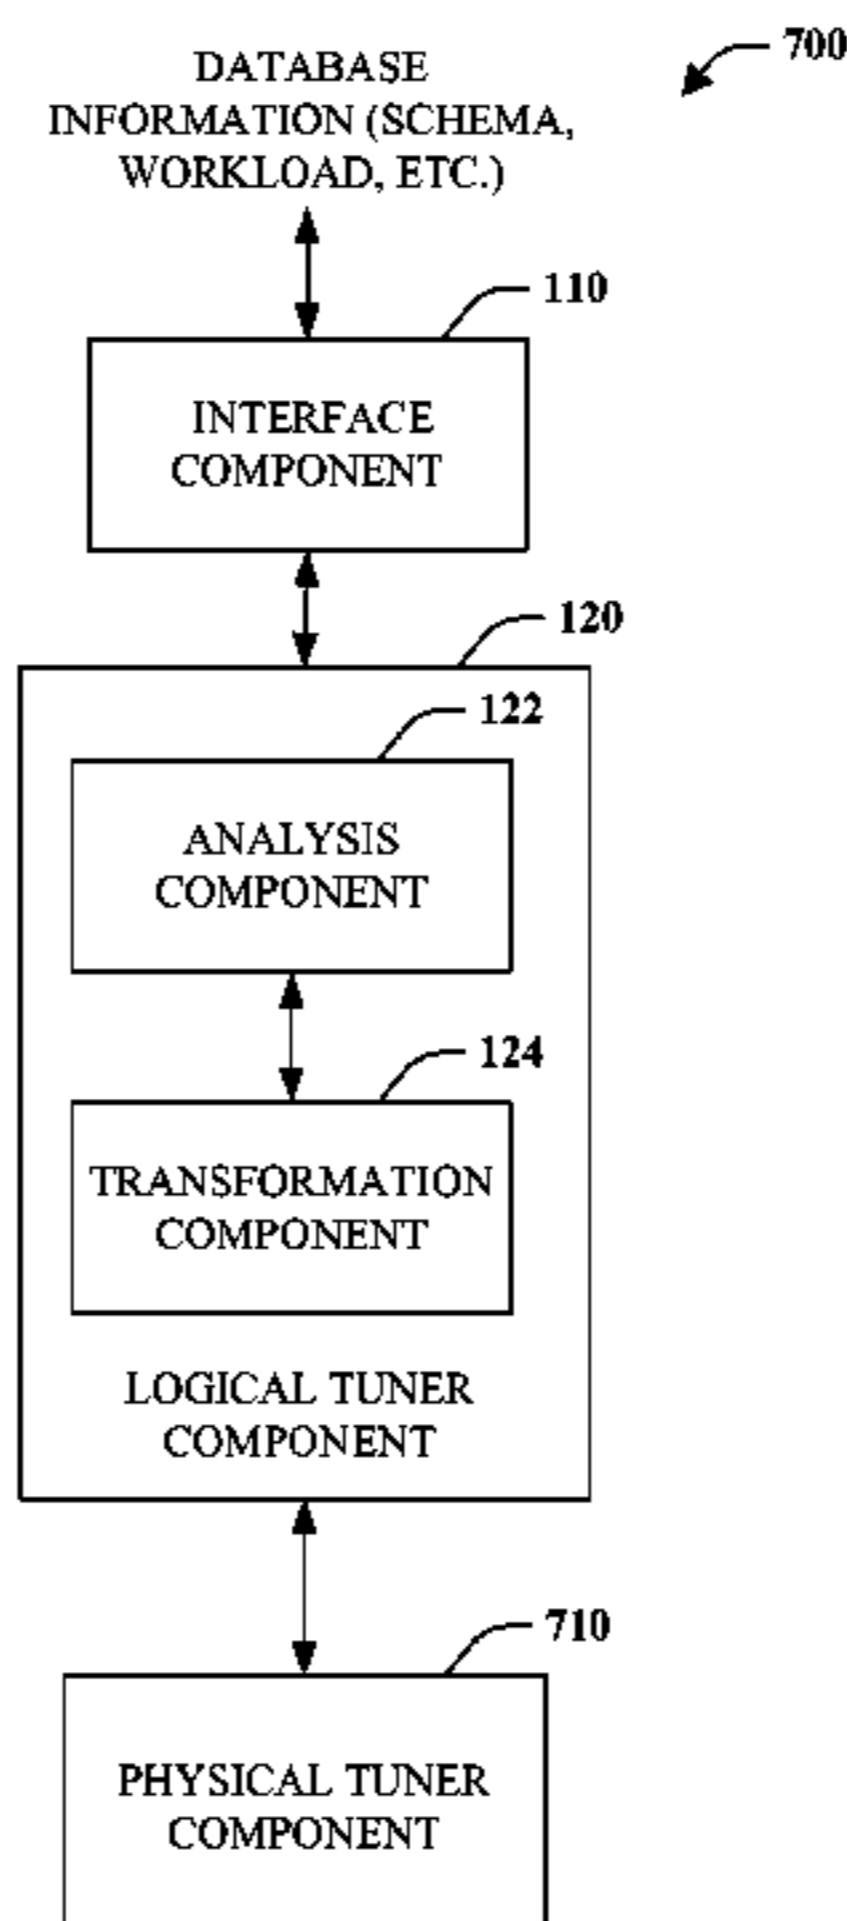 700
DATABASE
INFORMATION (SCHEMA,
WORKLOAD, ETC.)
110
INTERFACE
COMPONENT
120
122
ANALYSIS
COMPONENT
124
TRANSFORMATION
COMPONENT
LOGICAL TUNER
COMPONENT
710
PHYSICAL TUNER
COMPONENT